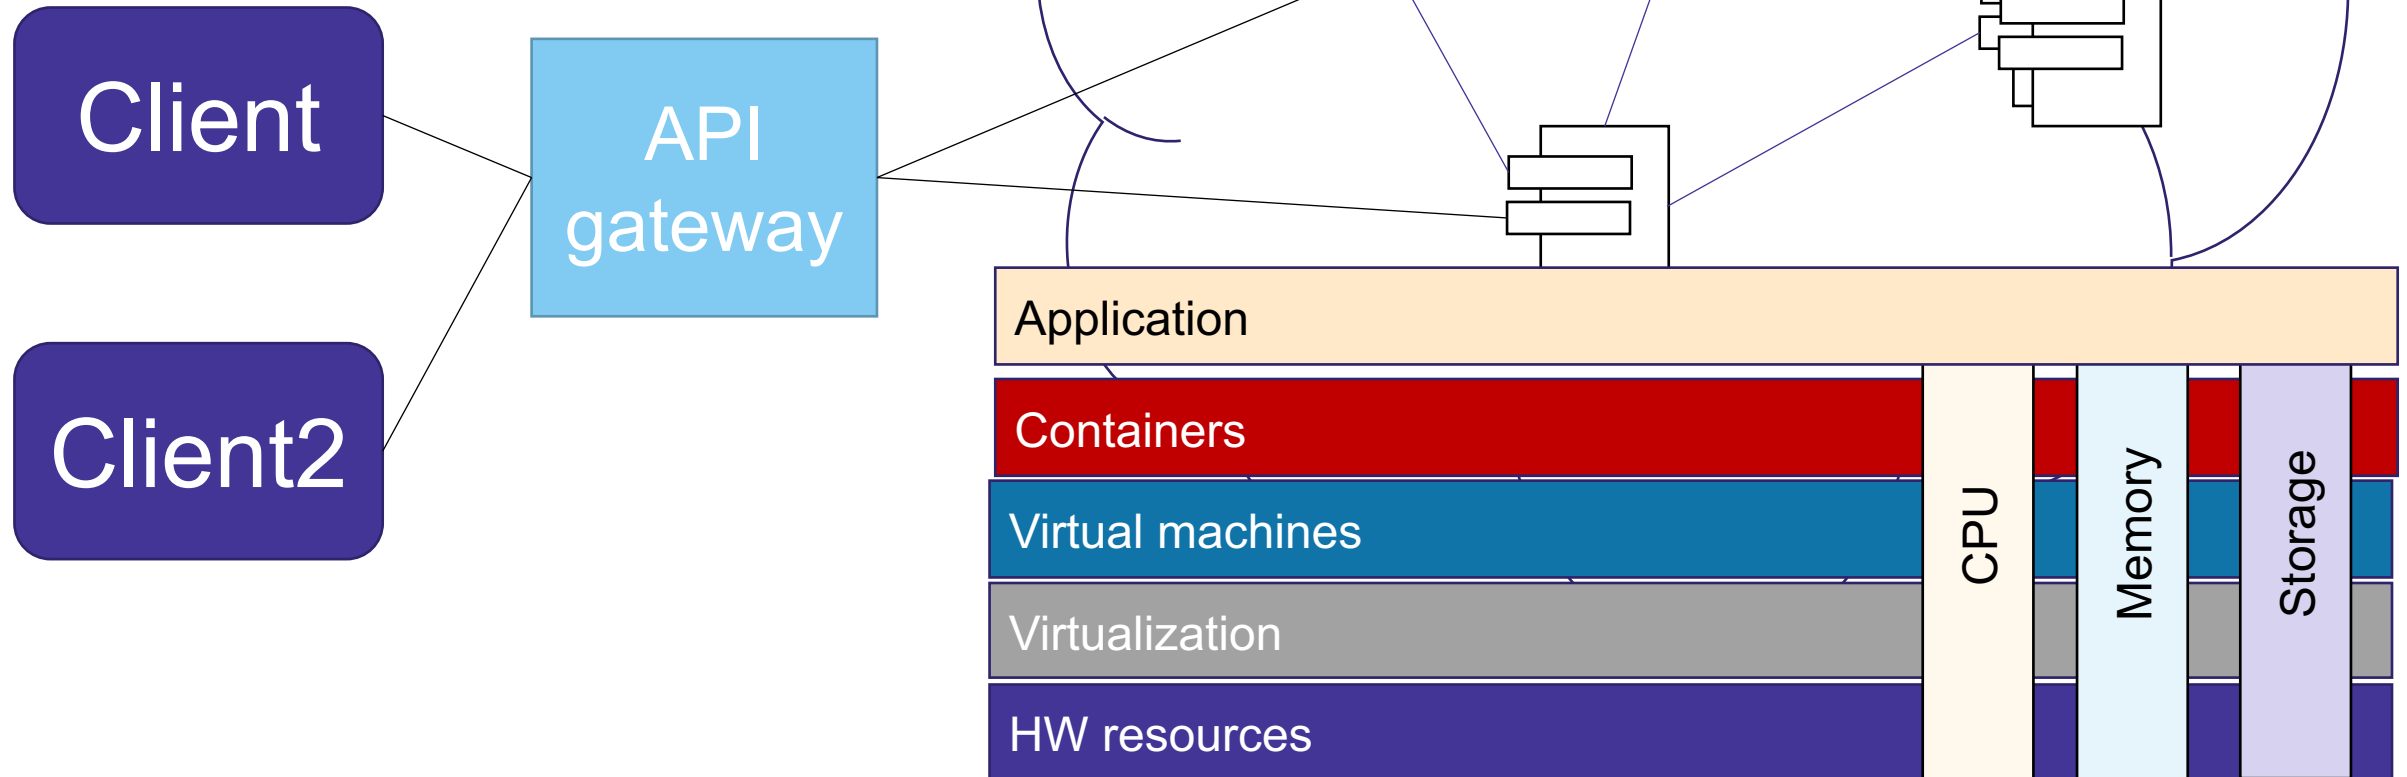 Client
API
gateway
Client2
Application
Containers
Virtual machines
Virtualization
HW resources
CPU
Memory
Storage